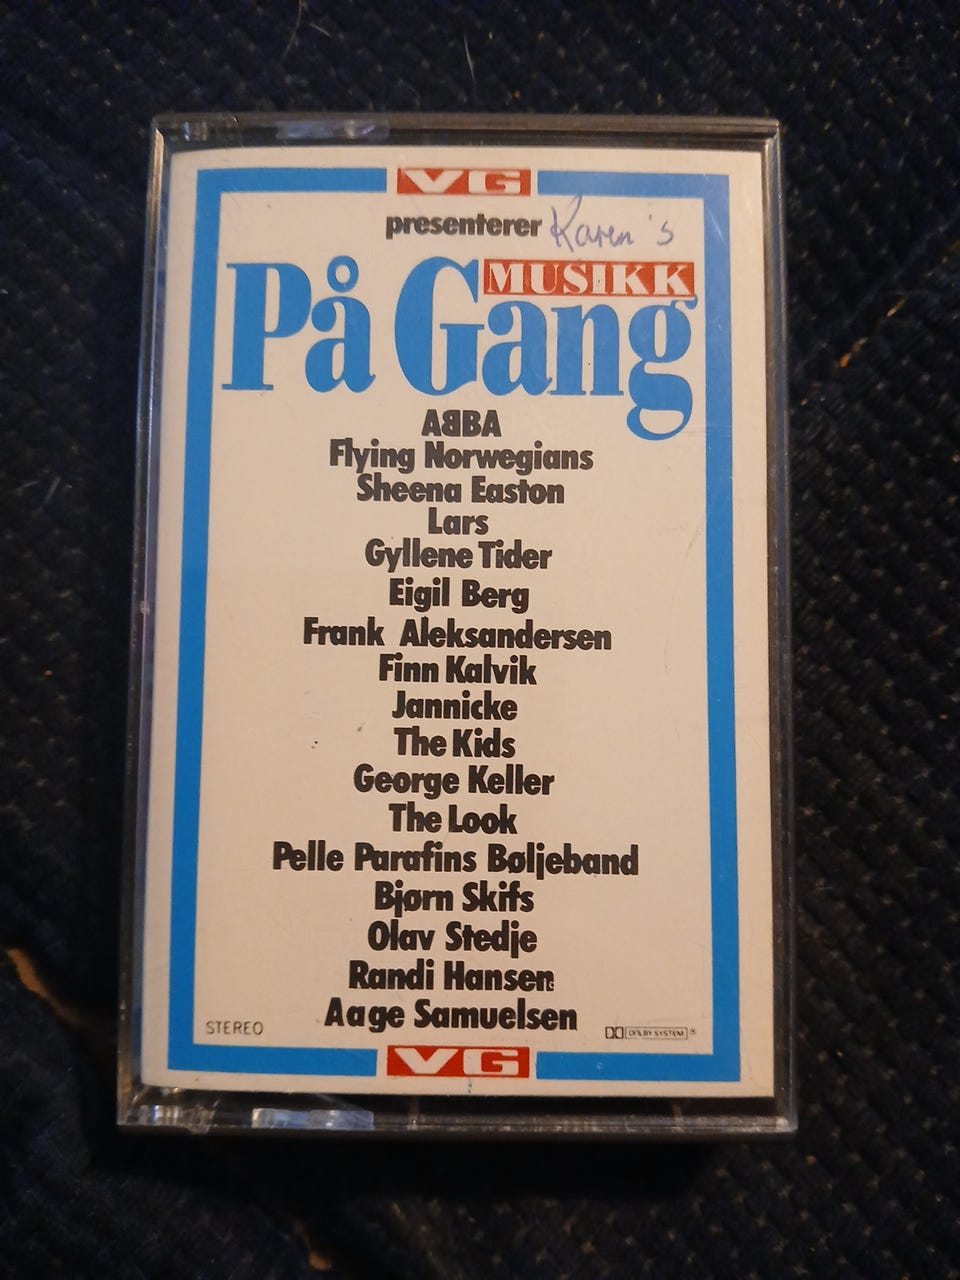 VG
presenterer Karen's
MUSIKK
På Gang
ABBA
Flying Norwegians
Sheena Easton
Lars
Gyllene Tider
Eigil Berg
Frank Aleksandersen
Finn Kalvik
Jannicke
The Kids
George Keller
The Look
Pelle Parafins Bøljeband
Bjørn Skifs
Olav Stedje
Randi Hansen
Aage Samuelsen
STEREO
DOLBY SYSTEM ®
VG